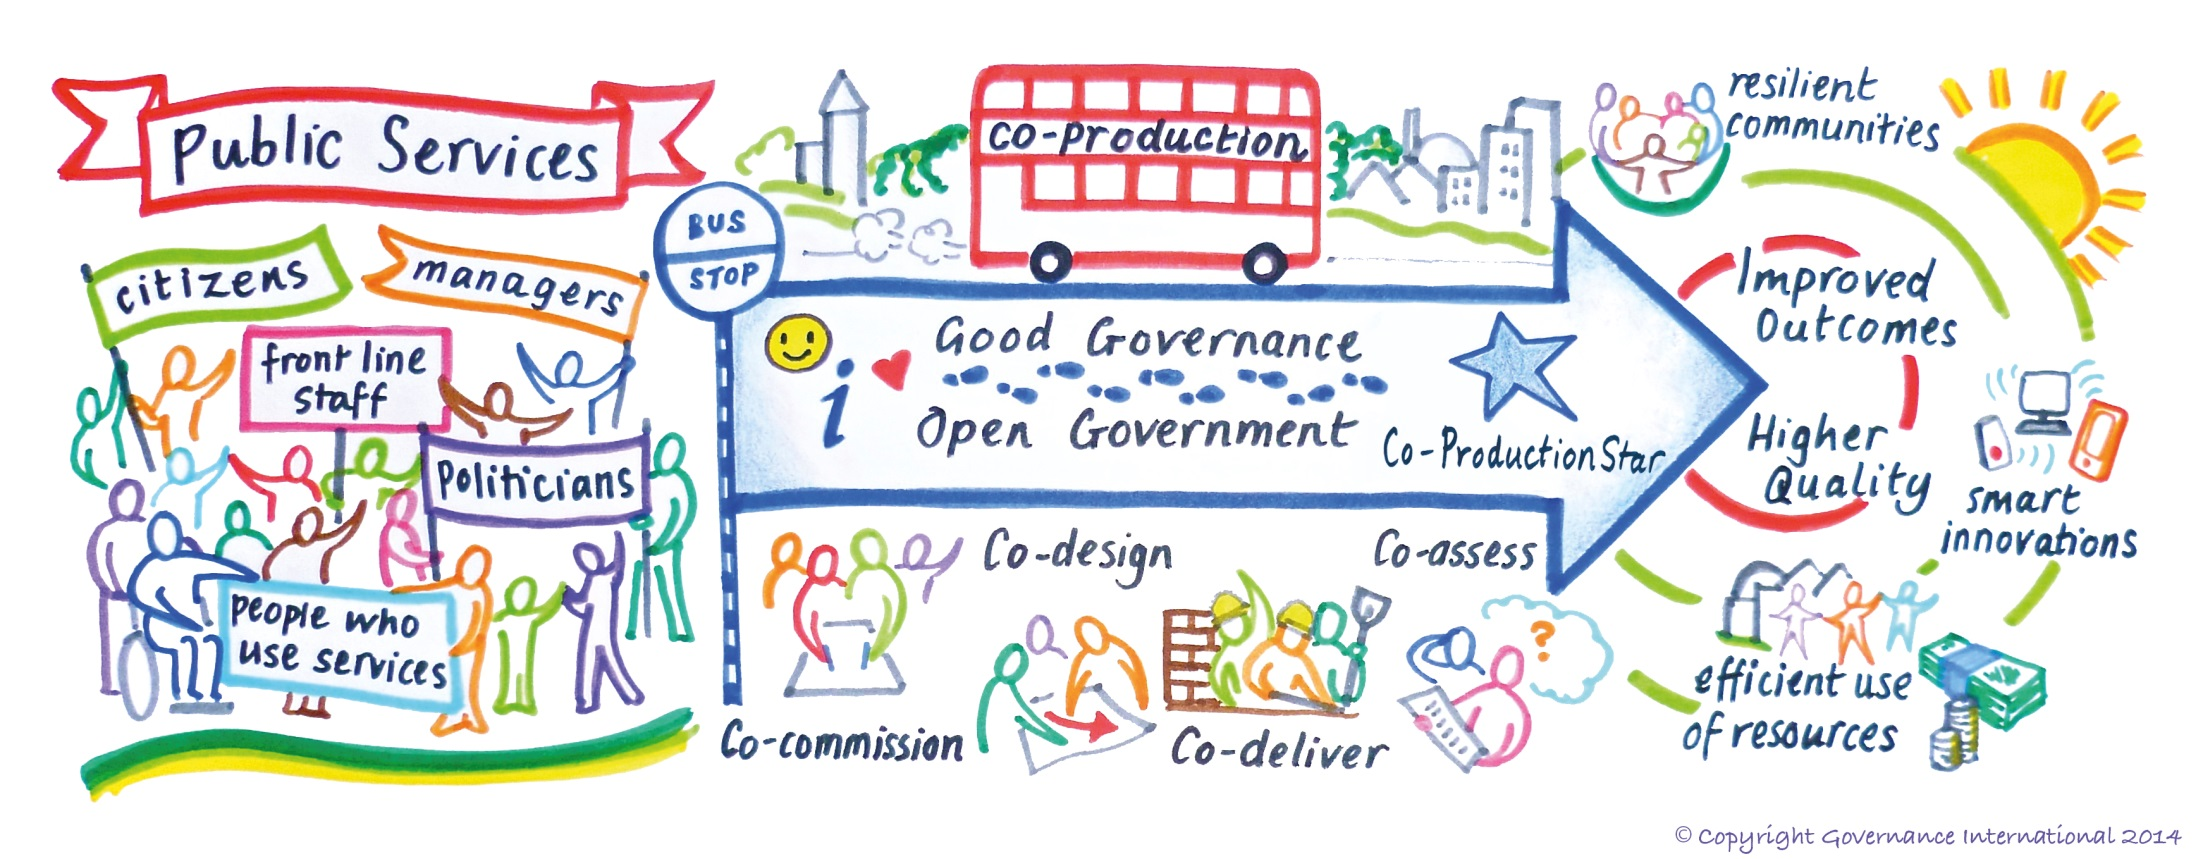 Public Services
citizens
managers
front line
staff
Politicians
people who
use services
BUS
STOP
co-production
i
Good Governance
Open Government
Co-Production Star
Co-commission
Co-design
Co-deliver
Co-assess
?
resilient
communities
Improved
Outcomes
Higher
Quality
smart
innovations
efficient use
of resources
© Copyright Governance International 2014